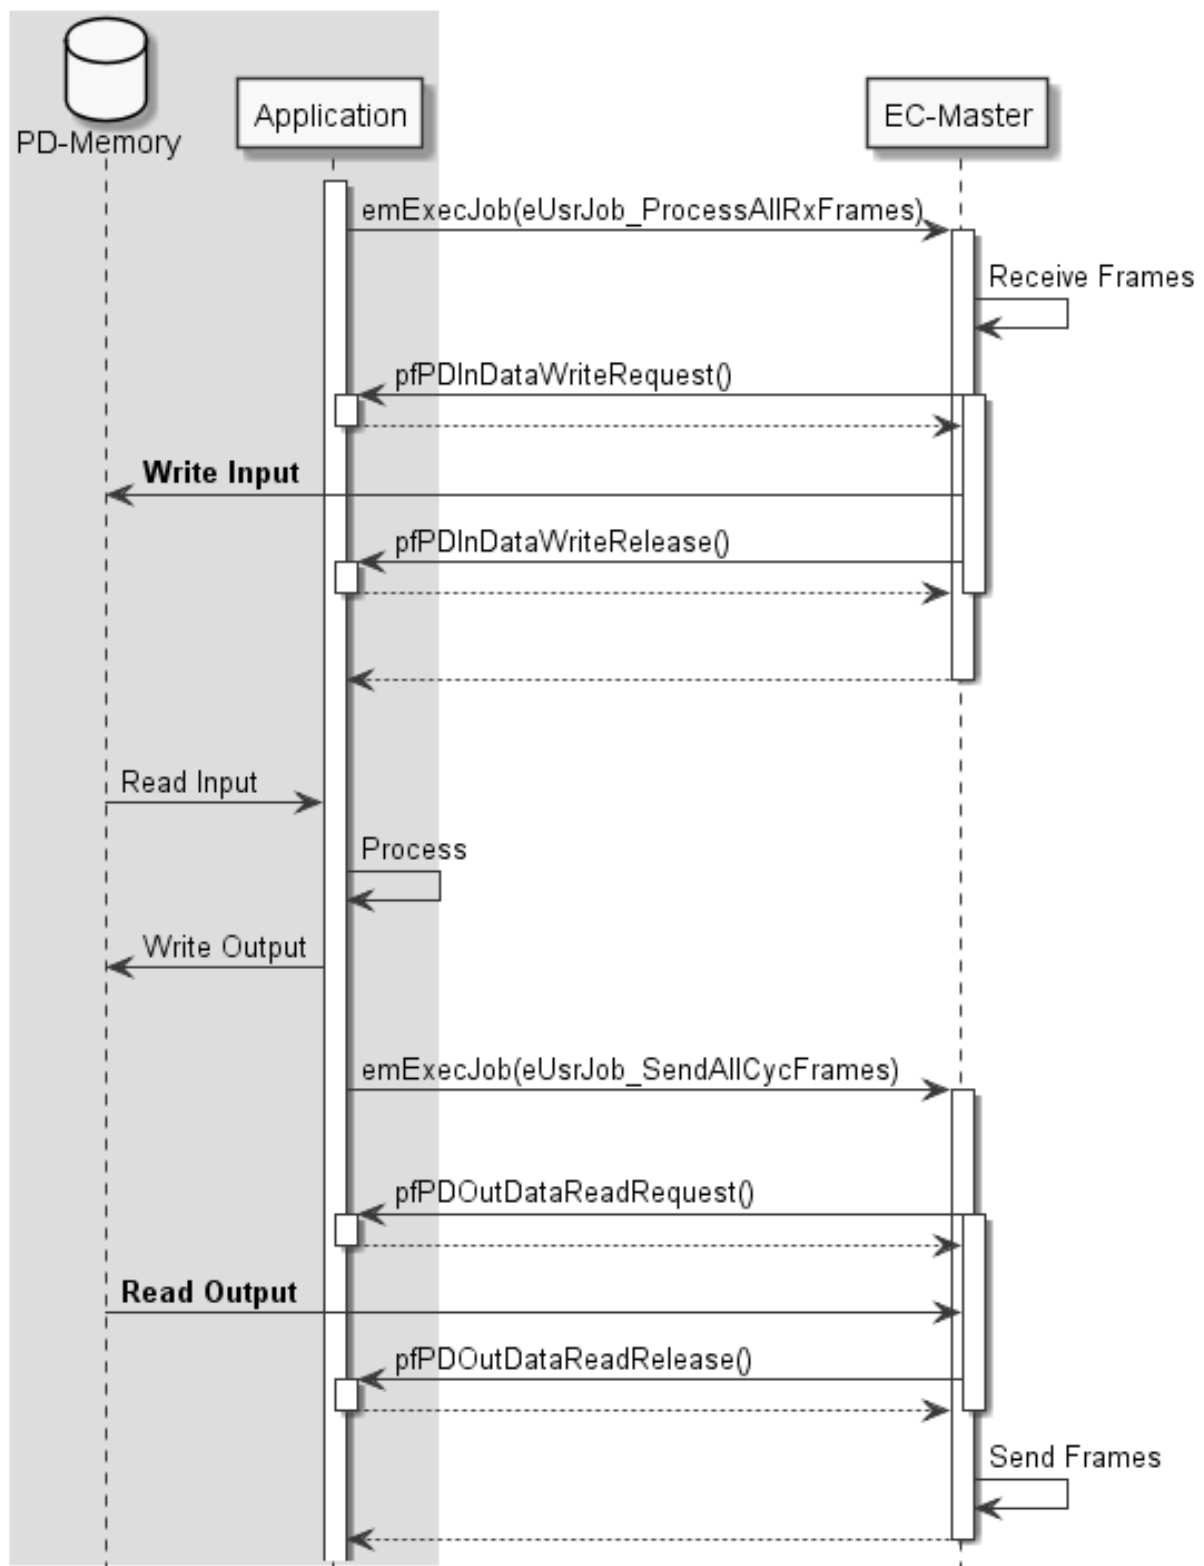 PD-Memory
Application
EC-Master
emExecJob(eUsrJob_ProcessAllRxFrames)
Receive Frames
pfPDInDataWriteRequest()
Write Input
pfPDInDataWriteRelease()
Read Input
Process
Write Output
emExecJob(eUsrJob_SendAllCycFrames)
pfPDOutDataReadRequest()
Read Output
pfPDOutDataReadRelease()
Send Frames